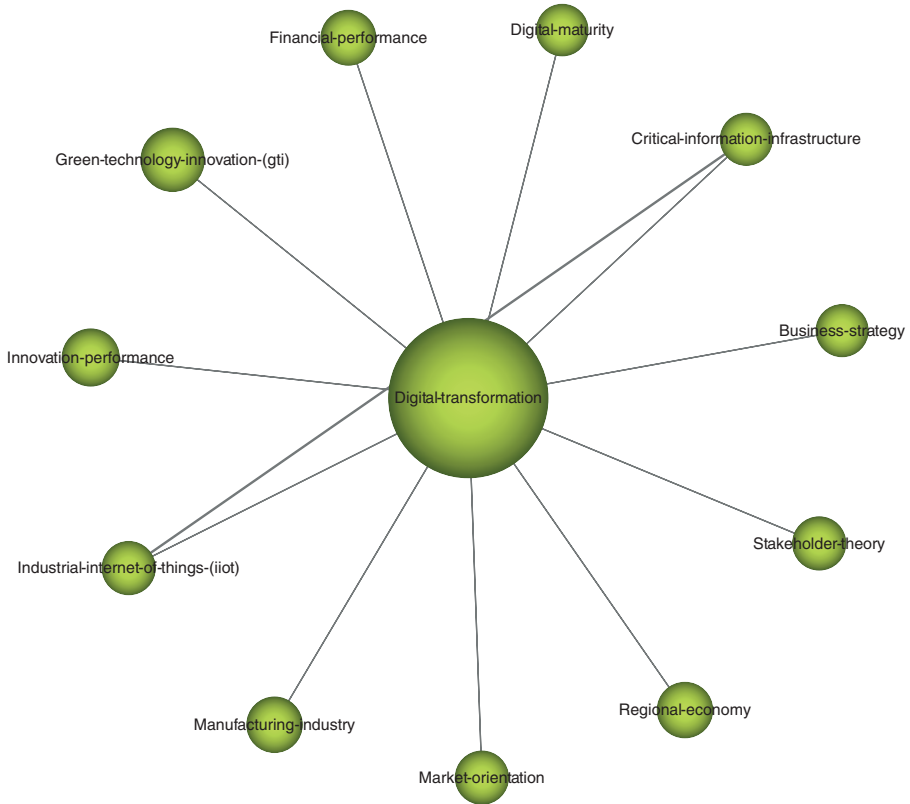 Digital-maturity
Financial-performance
Critical-information-infrastructure
Green-technology-innovation-(gti)
Business-strategy
Innovation-performance
Digital-transformation
Stakeholder-theory
Industrial-internet-of-things-(iiot)
Regional-economy
Manufacturing-industry
Market-orientation